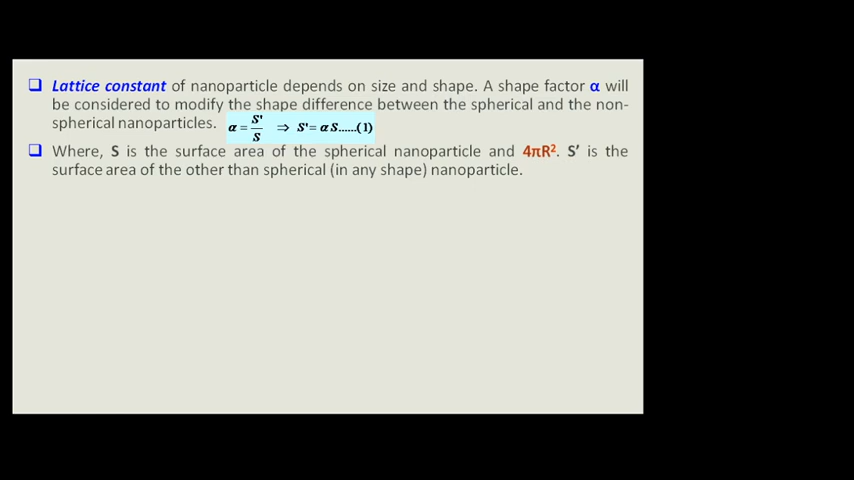 ❑ Lattice constant of nanoparticle depends on size and shape. A shape factor α will
be considered to modify the shape difference between the spherical and the non-
spherical nanoparticles. α = S'/S ⇒ S'= α S......(1)
❑ Where, S is the surface area of the spherical nanoparticle and 4πR². S’ is the
surface area of the other than spherical (in any shape) nanoparticle.